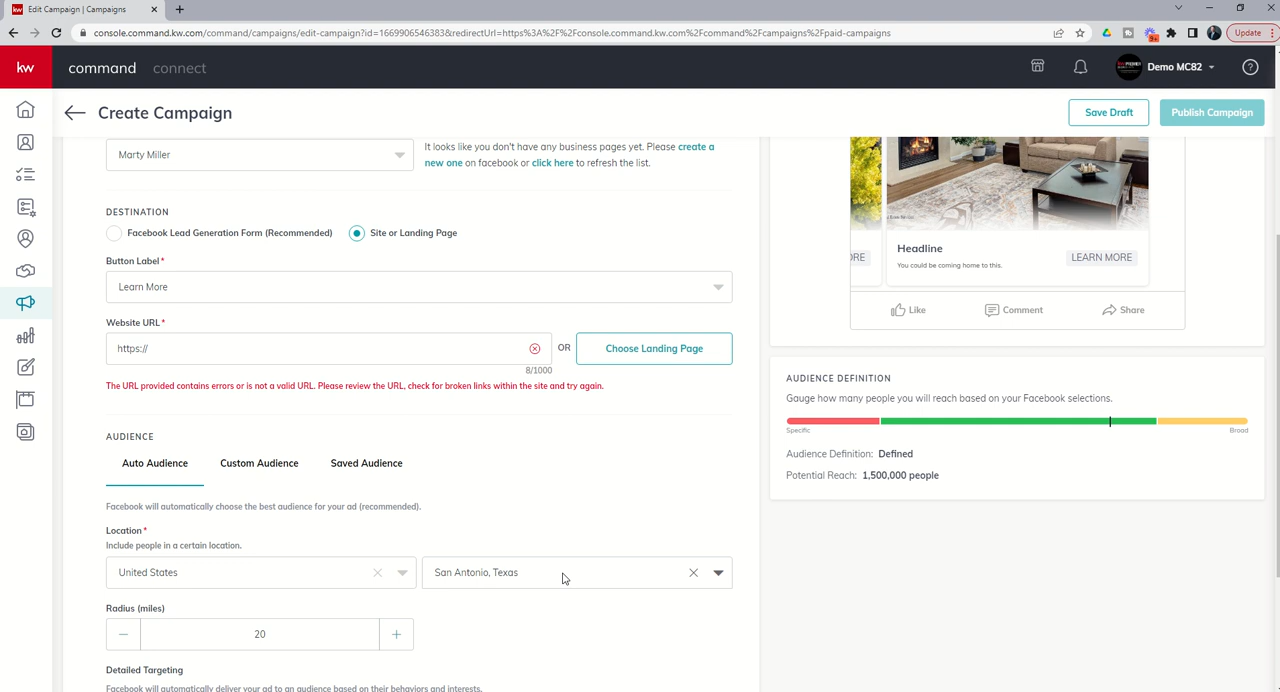 kw Edit Campaign | Campaigns
console.command.kw.com/command/campaigns/edit-campaign?id=1669906546383&redirectUrl=https%3A%2F%2Fconsole.command.kw.com%2Fcommand%2Fcampaigns%2Fpaid-campaigns
9+
Update
kw command connect
Demo MC82
Create Campaign
Save Draft
Publish Campaign
Marty Miller
It looks like you don't have any business pages yet. Please create a
new one on facebook or click here to refresh the list.
DESTINATION
Facebook Lead Generation Form (Recommended)
Site or Landing Page
Button Label*
Learn More
Website URL*
https://
OR
Choose Landing Page
8/1000
The URL provided contains errors or is not a valid URL. Please review the URL, check for broken links within the site and try again.
AUDIENCE
Auto Audience
Custom Audience
Saved Audience
Facebook will automatically choose the best audience for your ad (recommended).
Location*
Include people in a certain location.
United States
San Antonio, Texas
Radius (miles)
20
Detailed Targeting
Facebook will automatically deliver your ad to an audience based on their behaviors and interests.
Headline
ORE
LEARN MORE
You could be coming home to this.
Like
Comment
Share
AUDIENCE DEFINITION
Gauge how many people you will reach based on your Facebook selections.
Specific
Broad
Audience Definition: Defined
Potential Reach: 1,500,000 people